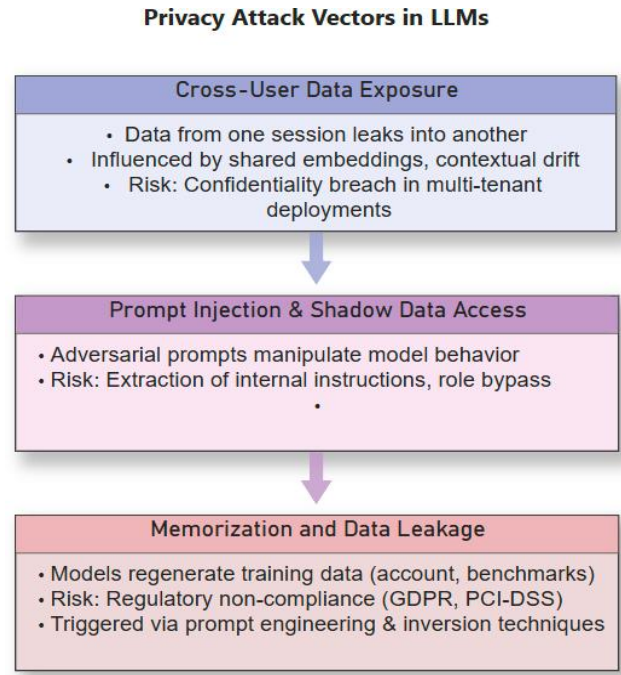 Privacy Attack Vectors in LLMs
Cross-User Data Exposure
• Data from one session leaks into another
• Influenced by shared embeddings, contextual drift
• Risk: Confidentiality breach in multi-tenant
deployments
Prompt Injection & Shadow Data Access
• Adversarial prompts manipulate model behavior
• Risk: Extraction of internal instructions, role bypass
•
Memorization and Data Leakage
• Models regenerate training data (account, benchmarks)
• Risk: Regulatory non-compliance (GDPR, PCI-DSS)
• Triggered via prompt engineering & inversion techniques